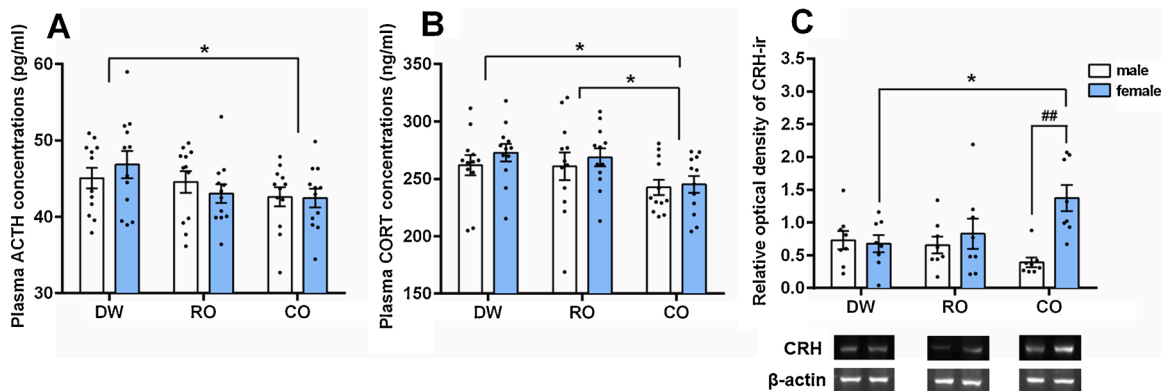 A
Plasma ACTH concentrations (pg/ml)
60
50
40
30
*
DW RO CO
B
Plasma CORT concentrations (ng/ml)
350
300
250
200
150
*
*
DW RO CO
C
Relative optical density of CRH-ir
3.5
3.0
2.5
2.0
1.5
1.0
0.5
0.0
*
##
male
female
DW RO CO
CRH
β-actin